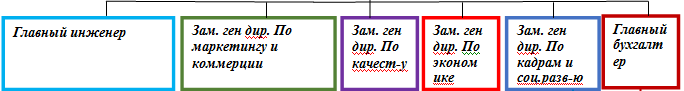 Главный инженер
Зам. ген дир. По
маркетингу и
коммерции
Зам. ген
дир. По
качест-у
Зам. ген
дир. По
эконом
ике
Зам. ген
дир. По
кадрам и
соц.разв-ю
Главный
бухгалт
ер